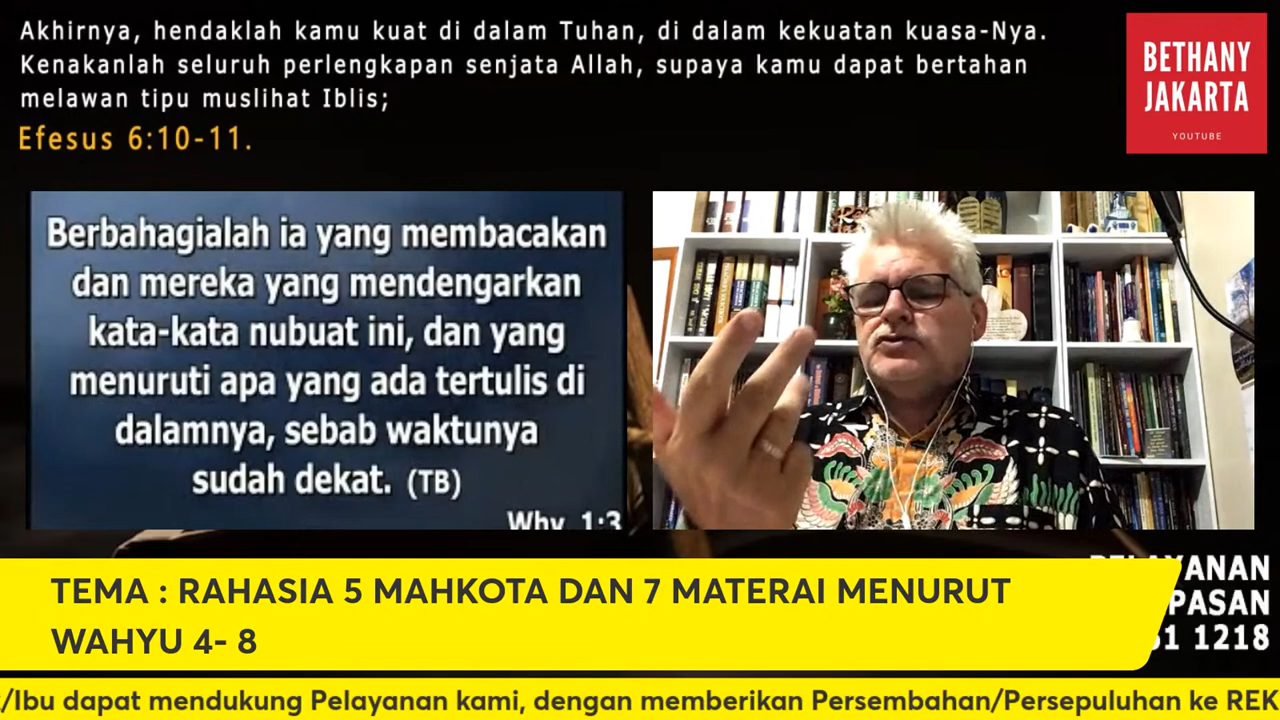 Akhirnya, hendaklah kamu kuat di dalam Tuhan, di dalam kekuatan kuasa-Nya.
Kenakanlah seluruh perlengkapan senjata Allah, supaya kamu dapat bertahan
melawan tipu muslihat Iblis;
Efesus 6:10-11.
BETHANY
JAKARTA
YOUTUBE
Berbahagialah ia yang membacakan
dan mereka yang mendengarkan
kata-kata nubuat ini, dan yang
menuruti apa yang ada tertulis di
dalamnya, sebab waktunya
sudah dekat. (TB)
Why 1:3
TEMA : RAHASIA 5 MAHKOTA DAN 7 MATERAI MENURUT
WAHYU 4- 8
1218
/Ibu dapat mendukung Pelayanan kami, dengan memberikan Persembahan/Persepuluhan ke REK